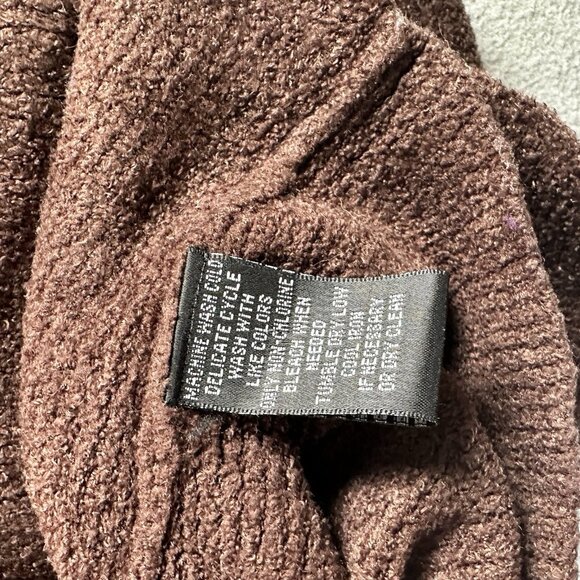 MACHINE WASH COLD
DELICATE CYCLE
WASH WITH
LIKE COLORS
ONLY NON-CHLORINE
BLEACH WHEN
NEEDED
TUMBLE DRY LOW
COOL IRON
IF NECESSARY
OR DRY CLEAN